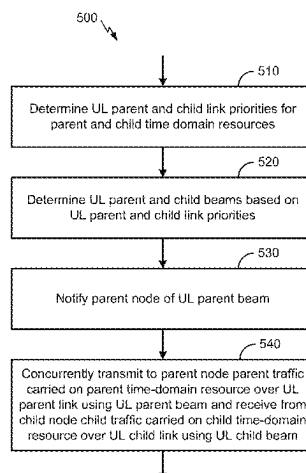 500
510
Determine UL parent and child link priorities for
parent and child time domain resources
520
Determine UL parent and child beams based on
UL parent and child link priorities
530
Notify parent node of UL parent beam
540
Concurrently transmit to parent node parent traffic
carried on parent time-domain resource over UL
parent link using UL parent beam and receive from
child node child traffic carried on child time-domain
resource over UL child link using UL child beam